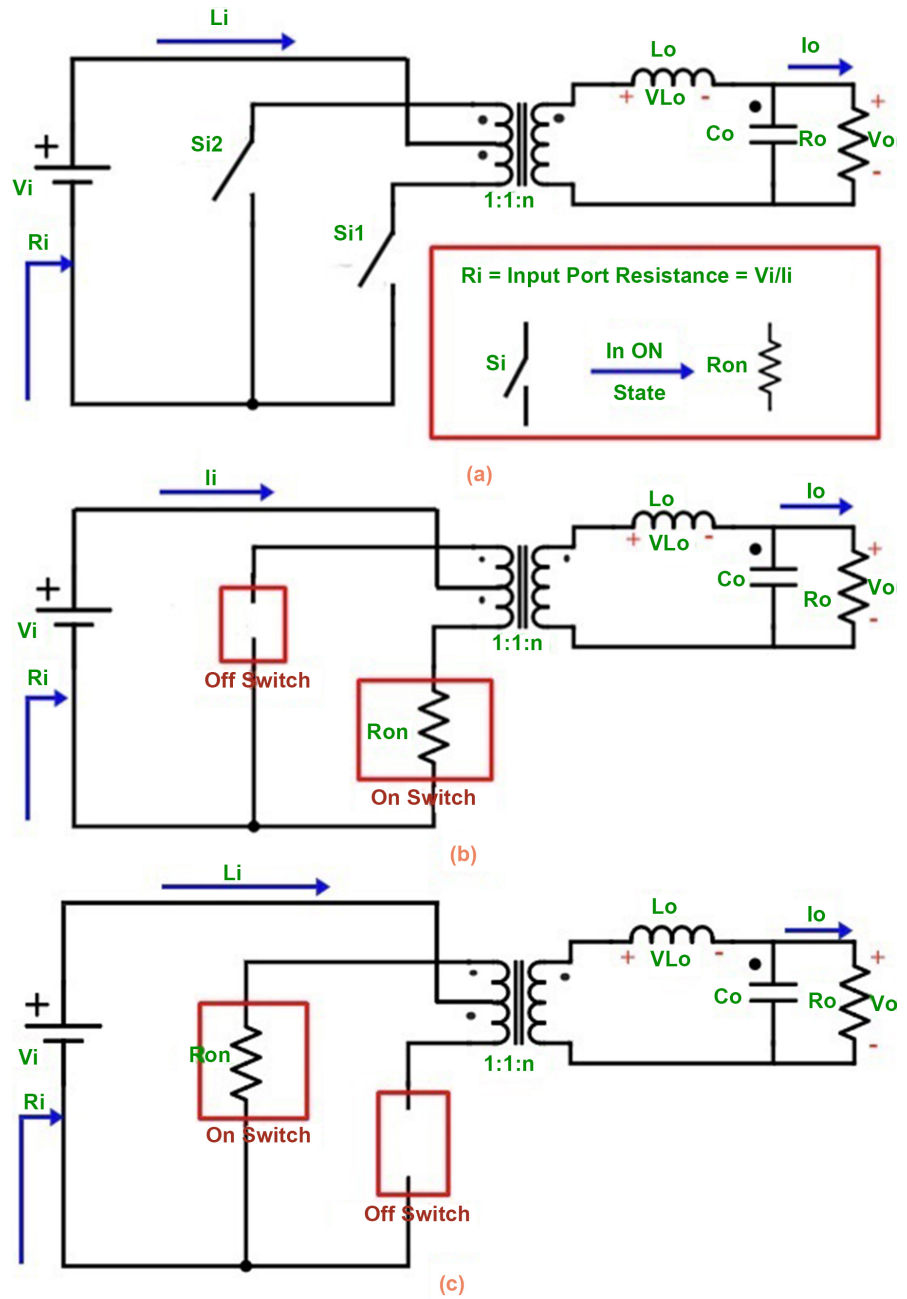 Li
Lo
Io
+
VLo
-
+
Si2
Co
Ro
Vo
+
Vi
-
Si1
1:1:n
Ri
Ri = Input Port Resistance = Vi/Ii
Si
In ON
State
Ron
(a)
Ii
Lo
Io
+
VLo
-
+
Co
Ro
Vo
+
Vi
-
1:1:n
Ri
Off Switch
Ron
On Switch
(b)
Li
Lo
Io
+
VLo
-
+
Co
Ro
Vo
+
Vi
-
Ron
1:1:n
Ri
On Switch
Off Switch
(c)